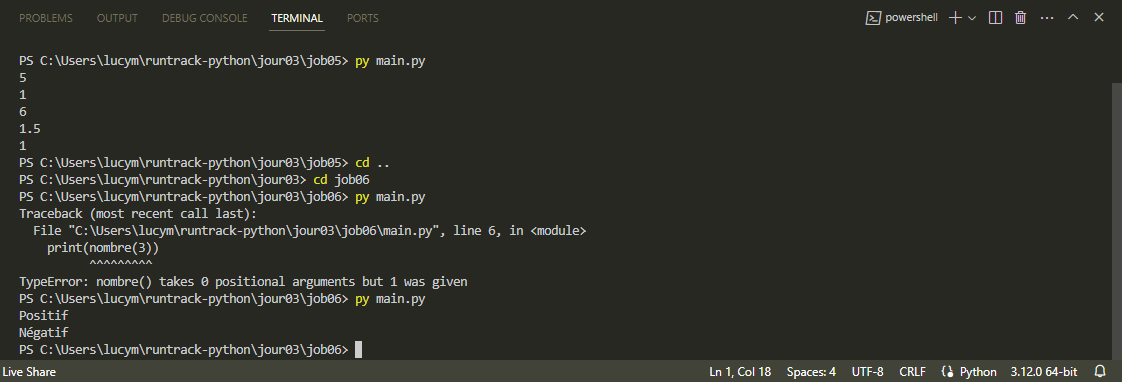 PROBLEMS OUTPUT DEBUG CONSOLE TERMINAL PORTS powershell
PS C:\Users\lucym\runtrack-python\jour03\job05> py main.py
5
1
6
1.5
1
PS C:\Users\lucym\runtrack-python\jour03\job05> cd ..
PS C:\Users\lucym\runtrack-python\jour03> cd job06
PS C:\Users\lucym\runtrack-python\jour03\job06> py main.py
Traceback (most recent call last):
  File "C:\Users\lucym\runtrack-python\jour03\job06\main.py", line 6, in <module>
    print(nombre(3))
          ^^^^^^^^^
TypeError: nombre() takes 0 positional arguments but 1 was given
PS C:\Users\lucym\runtrack-python\jour03\job06> py main.py
Positif
Négatif
PS C:\Users\lucym\runtrack-python\jour03\job06>
Live Share Ln 1, Col 18 Spaces: 4 UTF-8 CRLF Python 3.12.0 64-bit